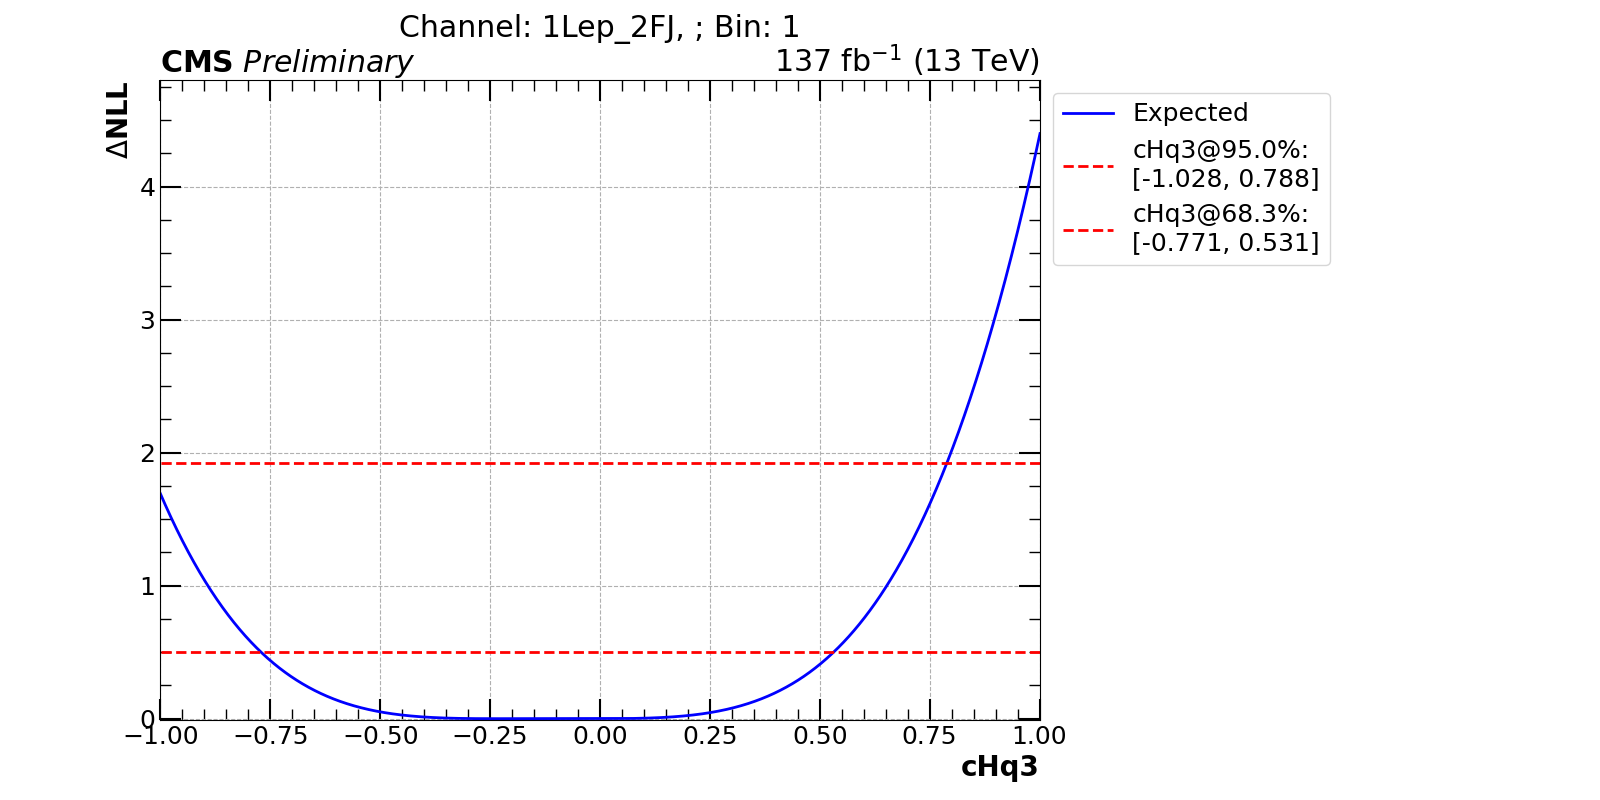 Channel: 1Lep_2FJ, ; Bin: 1
CMS Preliminary 137 fb⁻¹ (13 TeV)
ΔNLL
4
3
2
1
0
−1.00 −0.75 −0.50 −0.25 0.00 0.25 0.50 0.75 1.00
cHq3
Expected
cHq3@95.0%:
[-1.028, 0.788]
cHq3@68.3%:
[-0.771, 0.531]